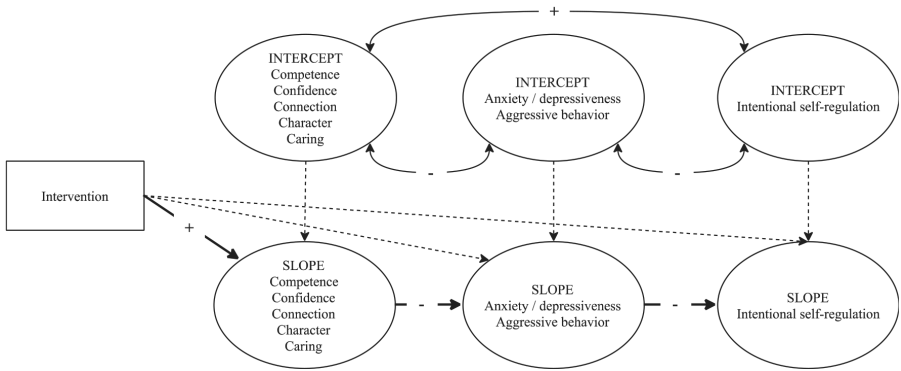 +
INTERCEPT
Competence
Confidence
Connection
Character
Caring
INTERCEPT
Anxiety / depressiveness
Aggressive behavior
INTERCEPT
Intentional self-regulation
-
-
Intervention
+
SLOPE
Competence
Confidence
Connection
Character
Caring
-
SLOPE
Anxiety / depressiveness
Aggressive behavior
-
SLOPE
Intentional self-regulation